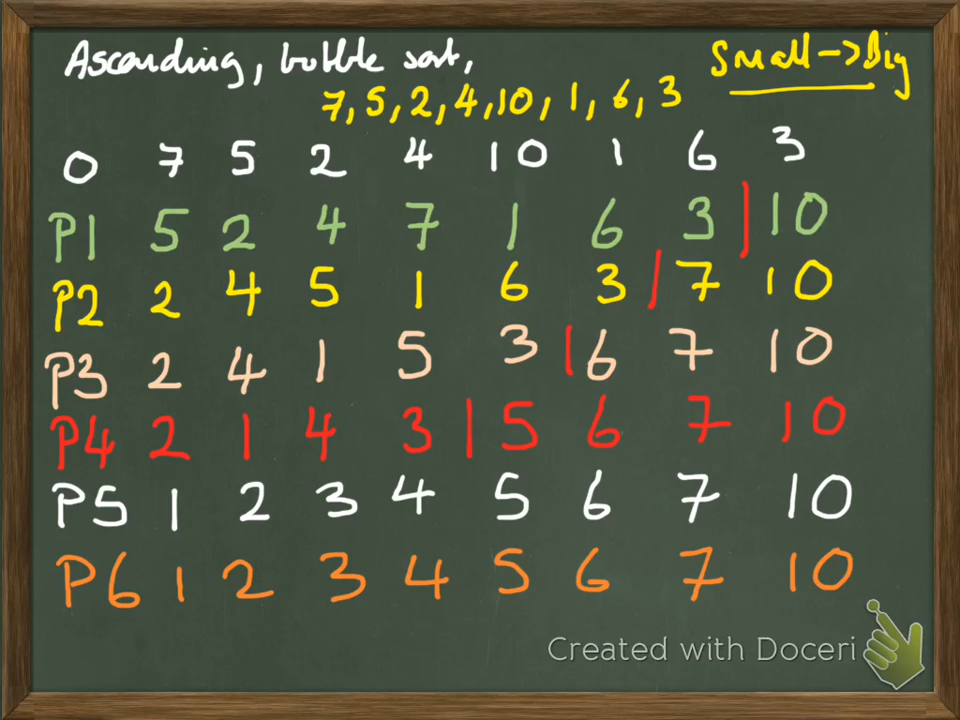 Ascending, bubble sort,
Small->Big
7, 5, 2, 4, 10, 1, 6, 3
0 7 5 2 4 10 1 6 3
P1 5 2 4 7 1 6 3 | 10
P2 2 4 5 1 6 3 | 7 10
P3 2 4 1 5 3 | 6 7 10
P4 2 1 4 3 | 5 6 7 10
P5 1 2 3 4 5 6 7 10
P6 1 2 3 4 5 6 7 10
Created with Doceri